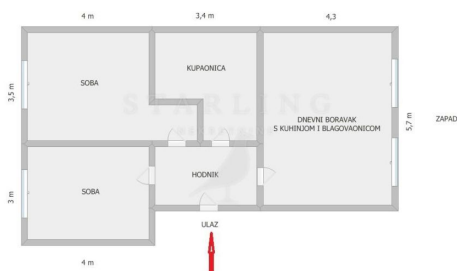 4 m
3,4 m
4,3
3,5 m
SOBA
KUPAONICA
STARLING
DNEVNI BORAVAK
S KUHINJOM I BLAGOVAONICOM
5,7 m
ZAPAD
3 m
SOBA
HODNIK
ULAZ
4 m